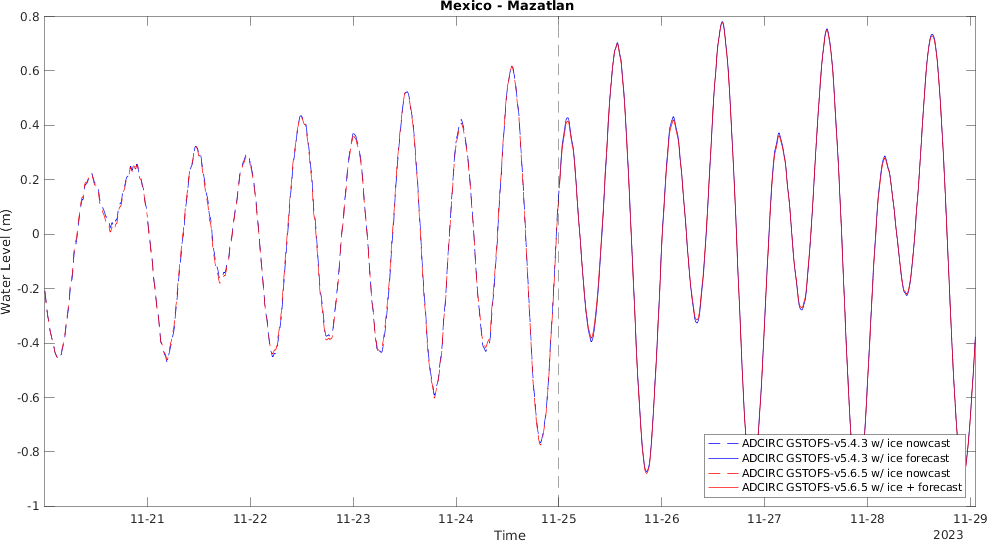 Mexico - Mazatlan
0.8
0.6
0.4
0.2
0
-0.2
-0.4
-0.6
-0.8
-1
Water Level (m)
11-21 11-22 11-23 11-24 11-25 11-26 11-27 11-28 11-29
Time
2023
ADCIRC GSTOFS-v5.4.3 w/ ice nowcast
ADCIRC GSTOFS-v5.4.3 w/ ice forecast
ADCIRC GSTOFS-v5.6.5 w/ ice nowcast
ADCIRC GSTOFS-v5.6.5 w/ ice + forecast